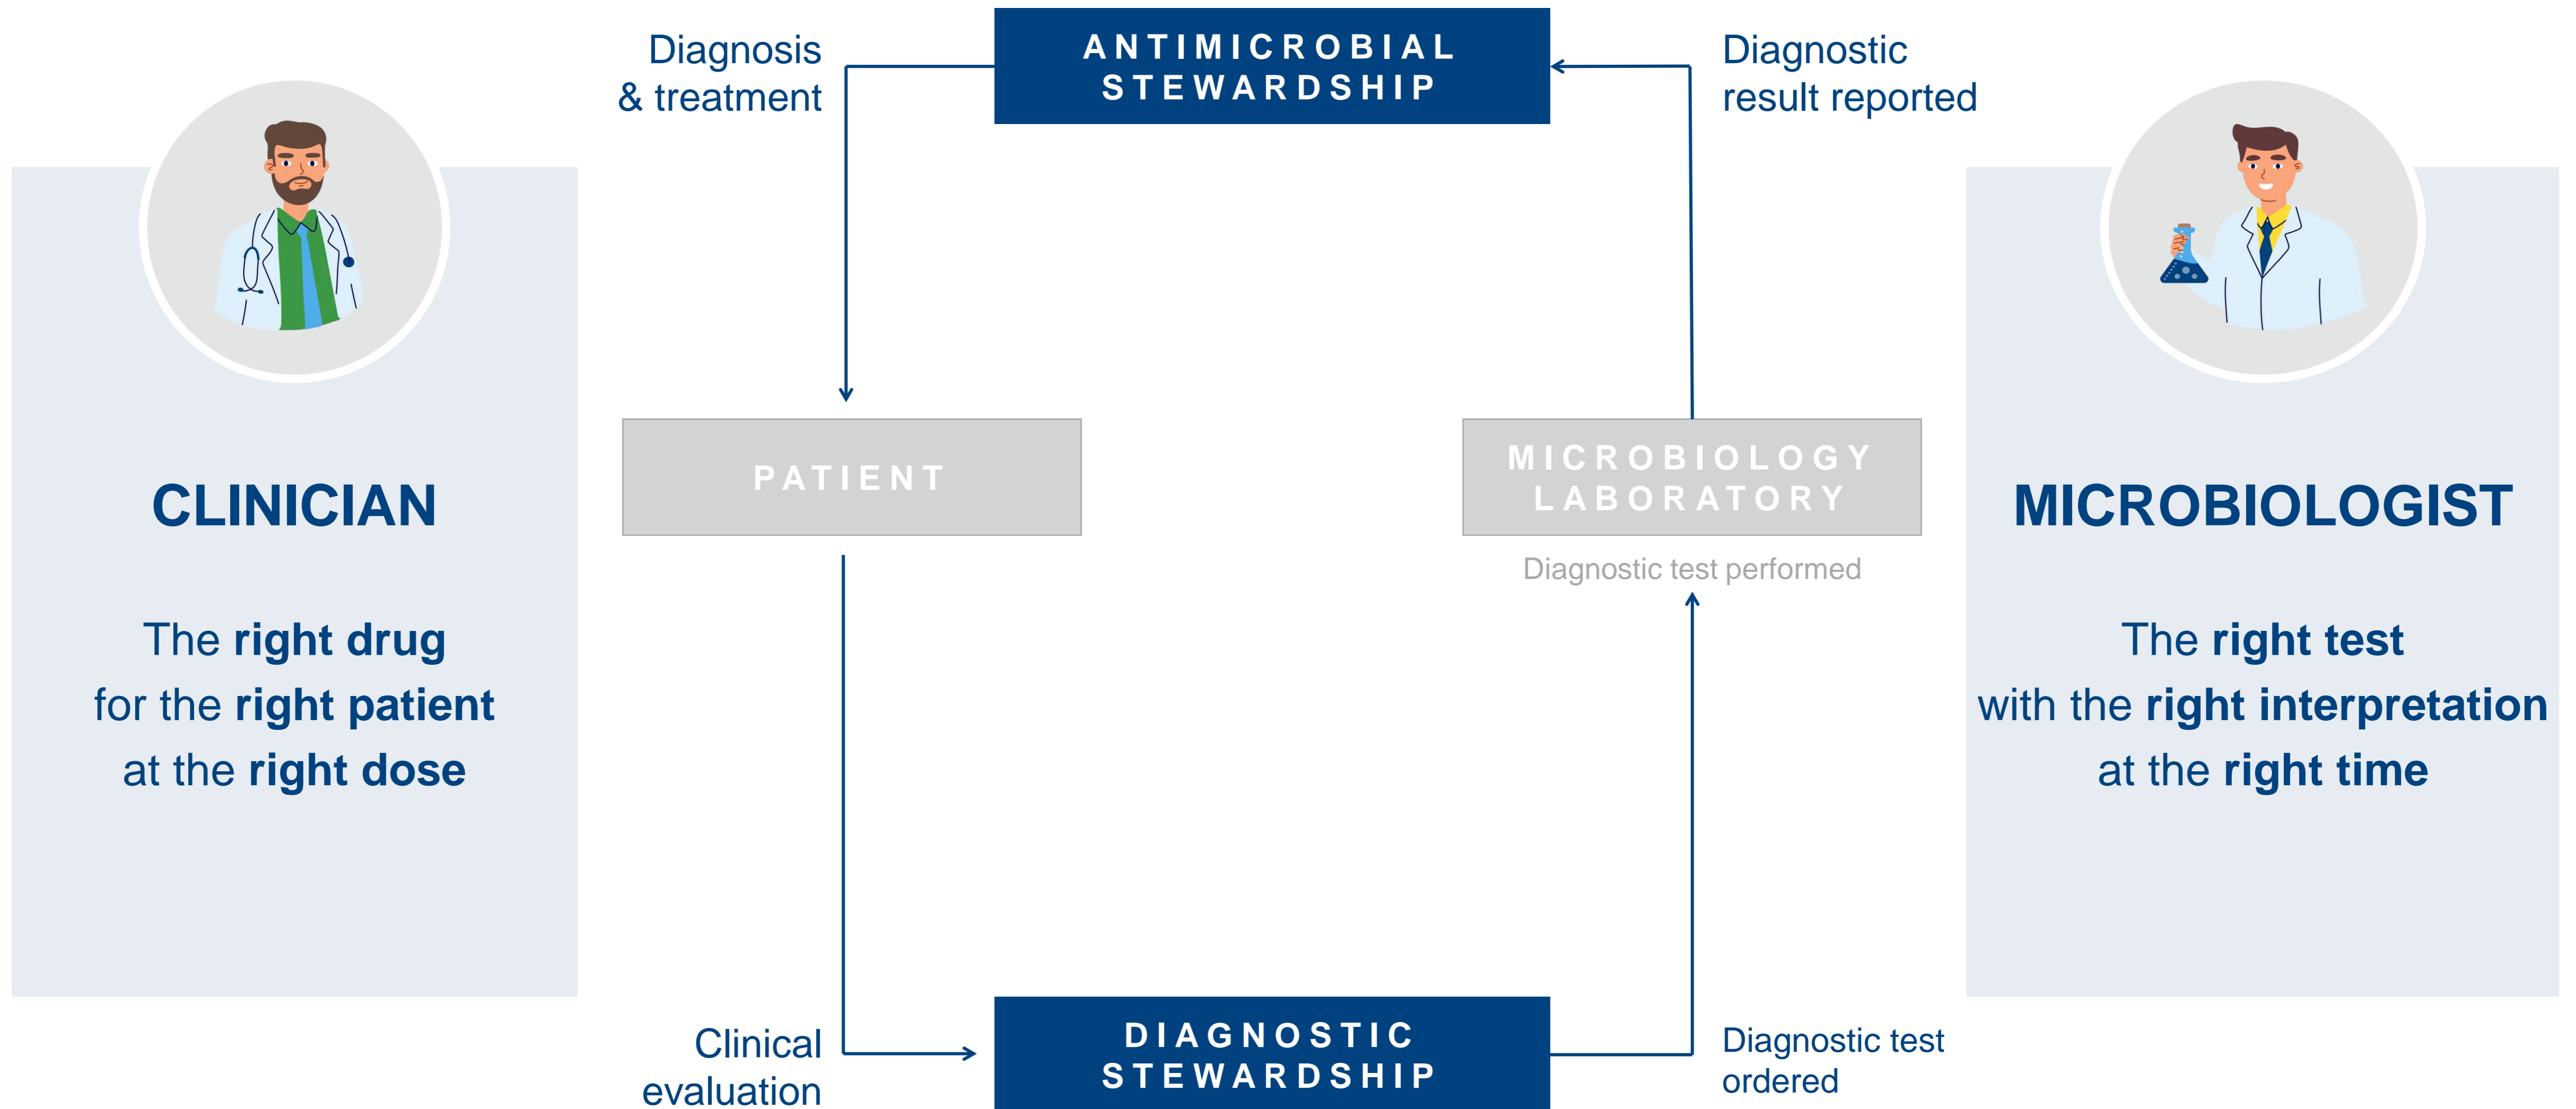 Diagnosis
& treatment
ANTIMICROBIAL
STEWARDSHIP
Diagnostic
result reported
CLINICIAN
The right drug
for the right patient
at the right dose
PATIENT
MICROBIOLOGY
LABORATORY
Diagnostic test performed
MICROBIOLOGIST
The right test
with the right interpretation
at the right time
Clinical
evaluation
DIAGNOSTIC
STEWARDSHIP
Diagnostic test
ordered